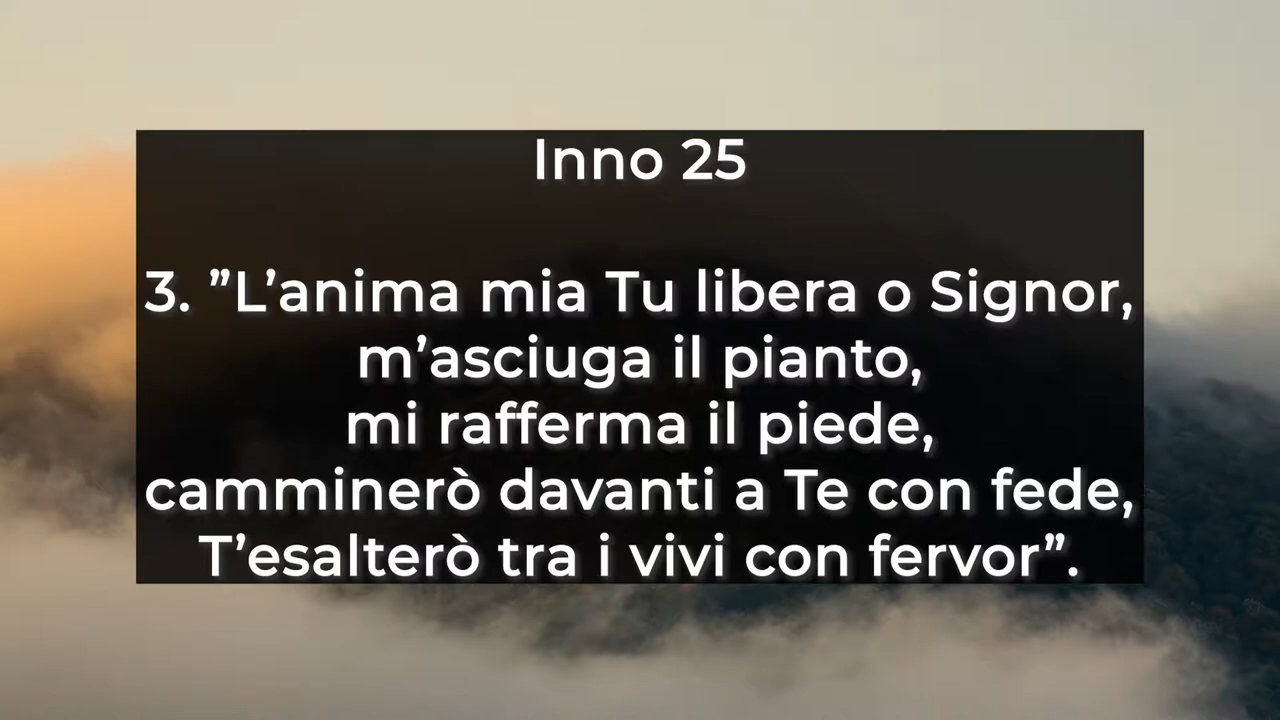 Inno 25
3. ”L’anima mia Tu libera o Signor,
m’asciuga il pianto,
mi rafferma il piede,
camminerò davanti a Te con fede,
T’esalterò tra i vivi con fervor”.